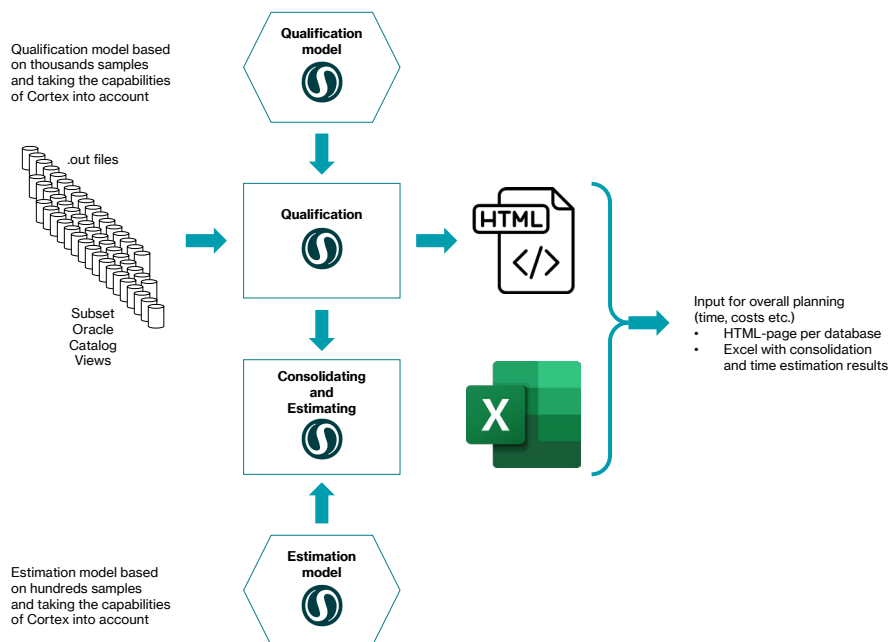 Qualification model based
on thousands samples
and taking the capabilities
of Cortex into account
Qualification
model
.out files
Subset
Oracle
Catalog
Views
Qualification
HTML
</>
Consolidating
and
Estimating
X
Input for overall planning
(time, costs etc.)
• HTML-page per database
• Excel with consolidation
and time estimation results
Estimation model based
on hundreds samples
and taking the capabilities
of Cortex into account
Estimation
model